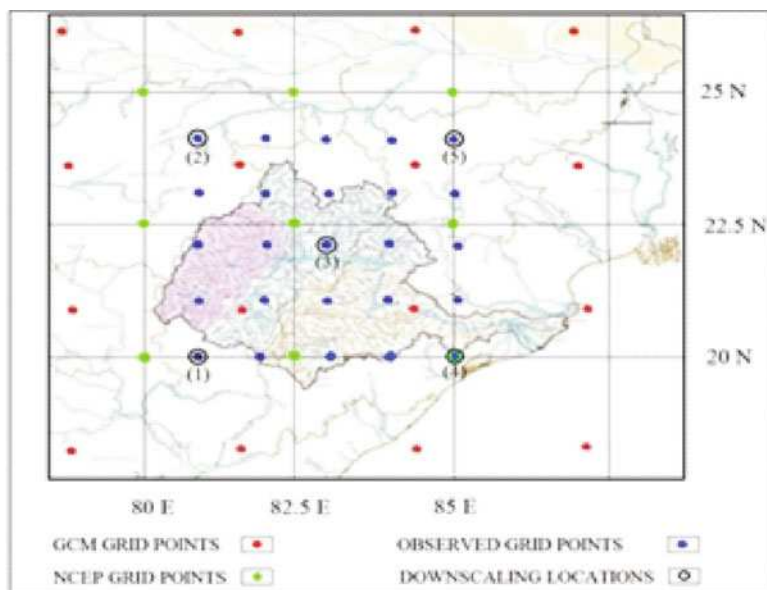 25 N
(2)
(5)
22.5 N
(3)
20 N
(1)
(4)
80 E 82.5 E 85 E
GCM GRID POINTS OBSERVED GRID POINTS
NCEP GRID POINTS DOWNSCALING LOCATIONS